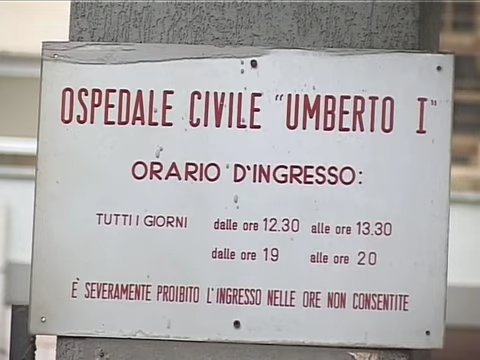 OSPEDALE CIVILE "UMBERTO I"
ORARIO D'INGRESSO:
TUTTI I GIORNI dalle ore 12.30 alle ore 13.30
dalle ore 19 alle ore 20
È SEVERAMENTE PROIBITO L'INGRESSO NELLE ORE NON CONSENTITE